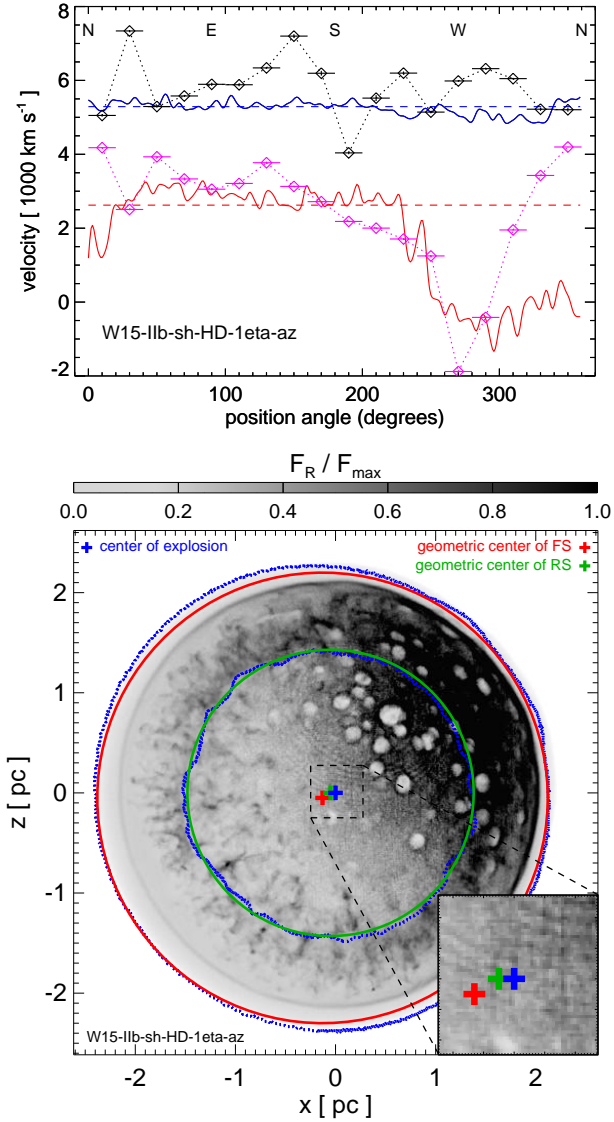 N E S W N
8
6
4
2
0
-2
velocity [ 1000 km s⁻¹ ]
W15-IIb-sh-HD-1eta-az
0 100 200 300
position angle (degrees)
F_R / F_max
0.0 0.2 0.4 0.6 0.8 1.0
center of explosion
geometric center of FS
geometric center of RS
2
1
0
-1
-2
z [ pc ]
W15-IIb-sh-HD-1eta-az
-2 -1 0 1 2
x [ pc ]